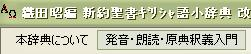 織田昭編 新約聖書ギリシャ語小辞典 改
本辞典について
発音・朗読・原典釈義入門